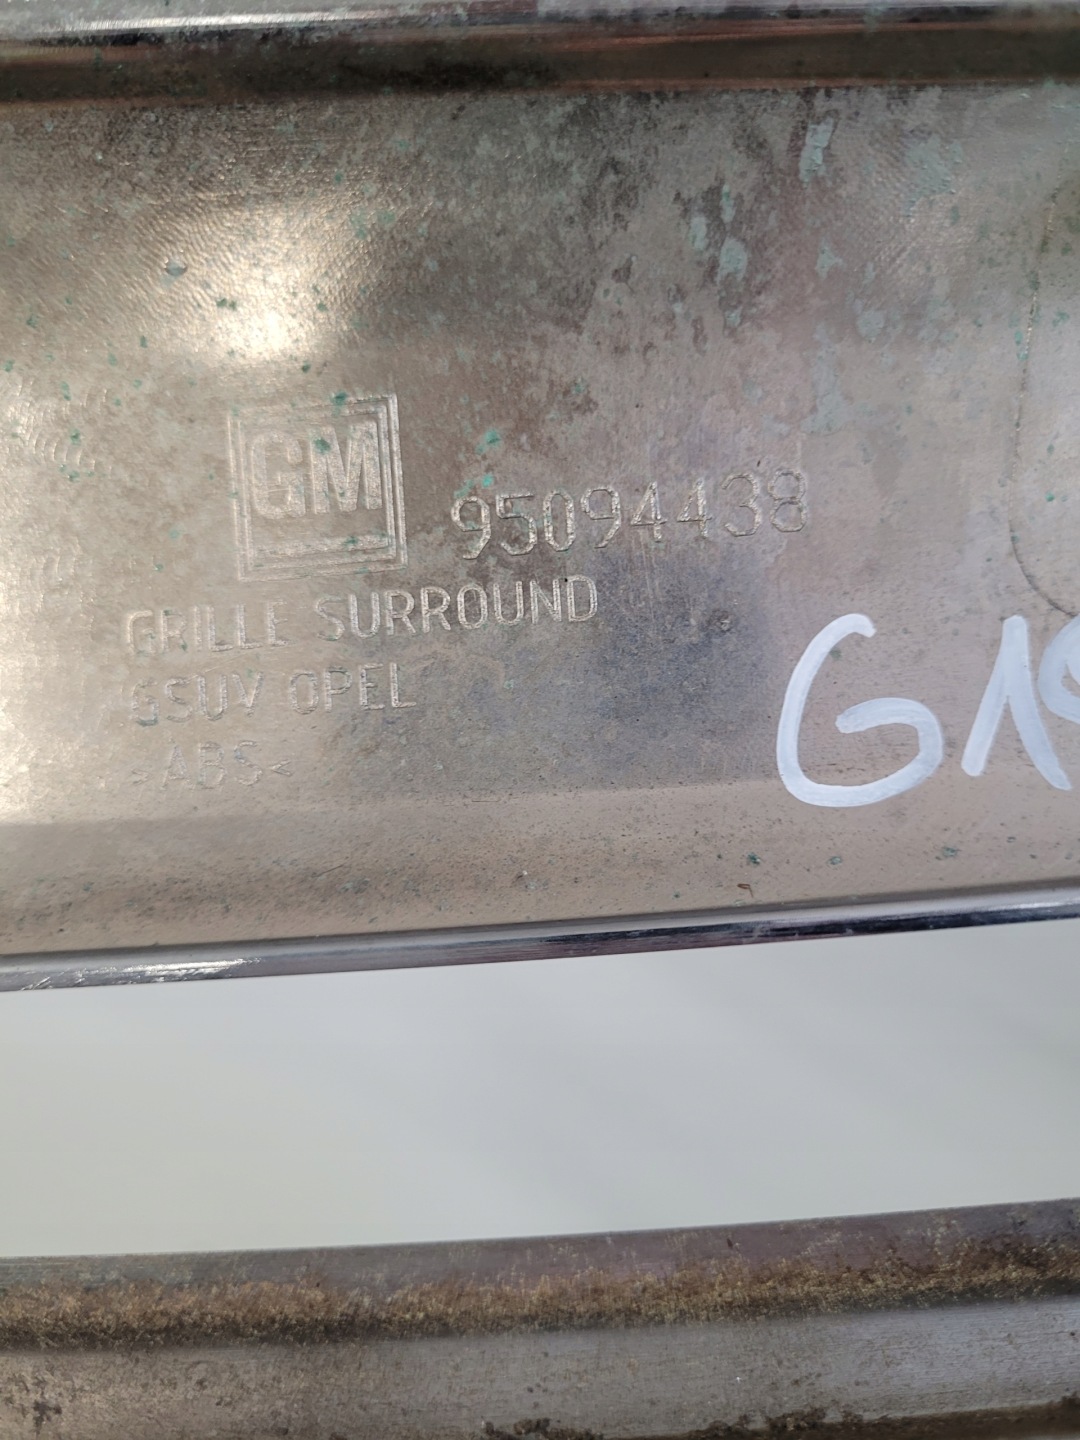 GM
95094438
GRILLE SURROUND
GSUV OPEL
>ABS<